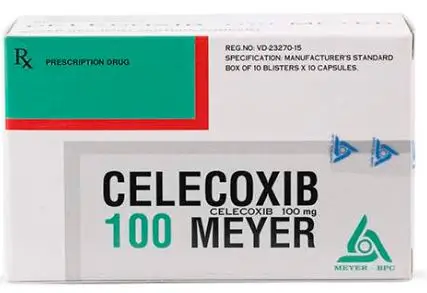 Rx
PRESCRIPTION DRUG
REG.NO: VD-23270-15
SPECIFICATION: MANUFACTURER'S STANDARD
BOX OF 10 BLISTERS X 10 CAPSULES.
CELECOXIB
CELECOXIB 100 mg
100 MEYER
MEYER - BPC